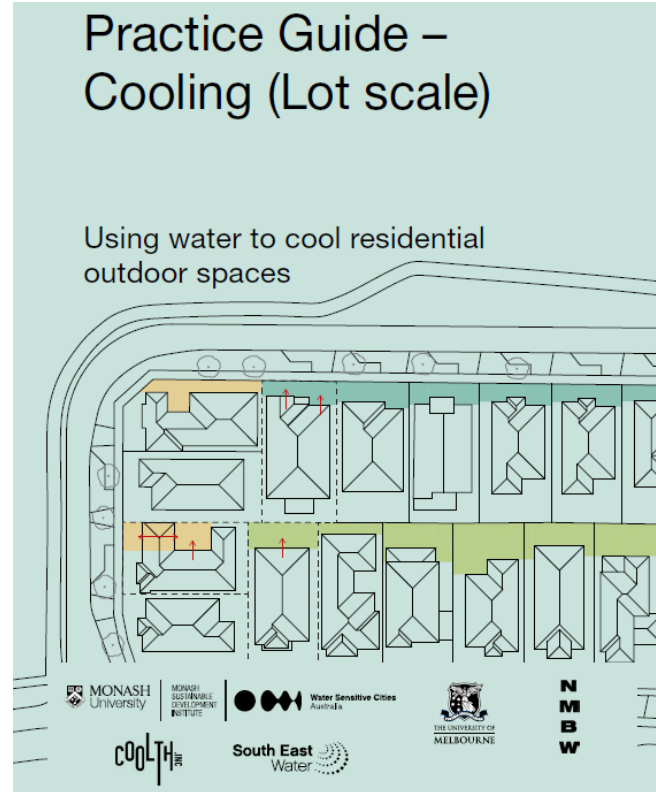 Practice Guide –
Cooling (Lot scale)
Using water to cool residential
outdoor spaces
MONASH
University
MONASH
SUSTAINABLE
DEVELOPMENT
INSTITUTE
Water Sensitive Cities
Australia
THE UNIVERSITY OF
MELBOURNE
N
M
B
W
COOLTH INC.
South East
Water